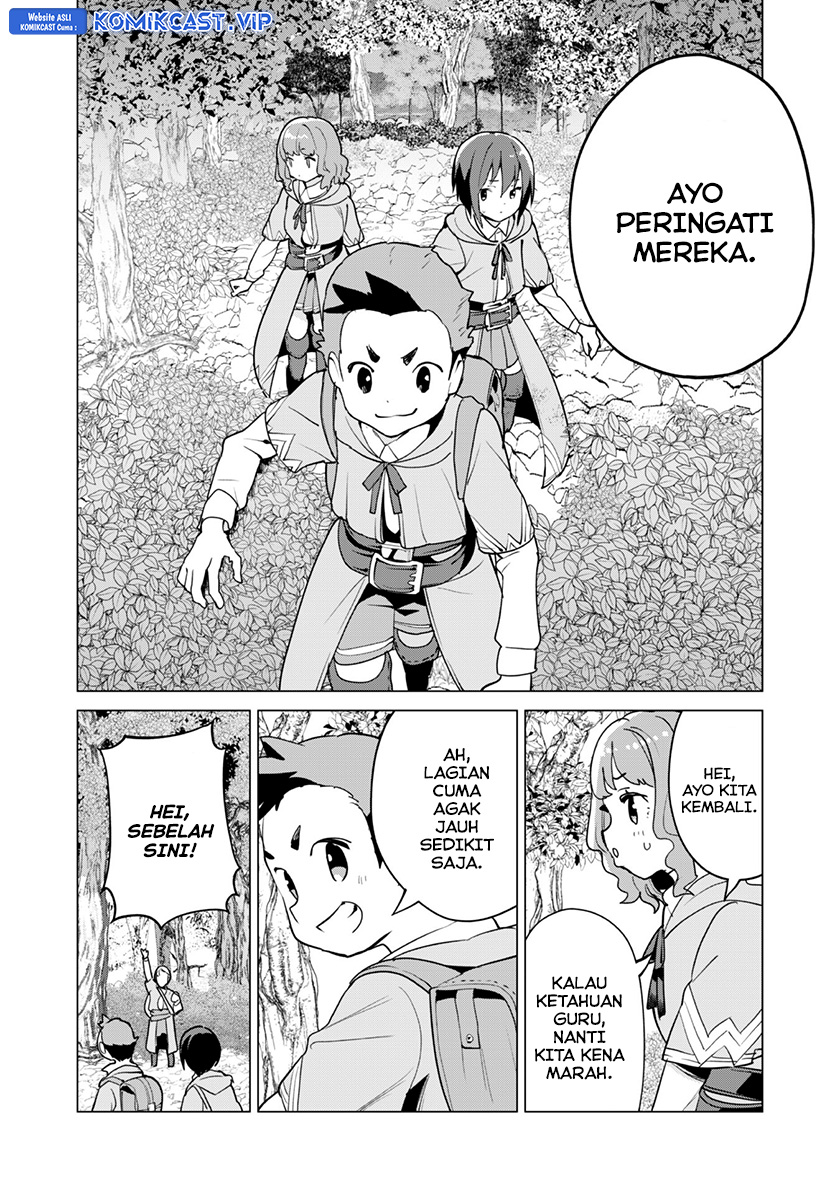 Website ASLI
KOMIKCAST Cuma :
KOMIKCAST.VIP
AYO
PERINGATI
MEREKA.
HEI,
AYO KITA
KEMBALI.
KALAU
KETAHUAN
GURU,
NANTI
KITA KENA
MARAH.
AH,
LAGIAN
CUMA
AGAK
JAUH
SEDIKIT
SAJA.
HEI,
SEBELAH
SINI!